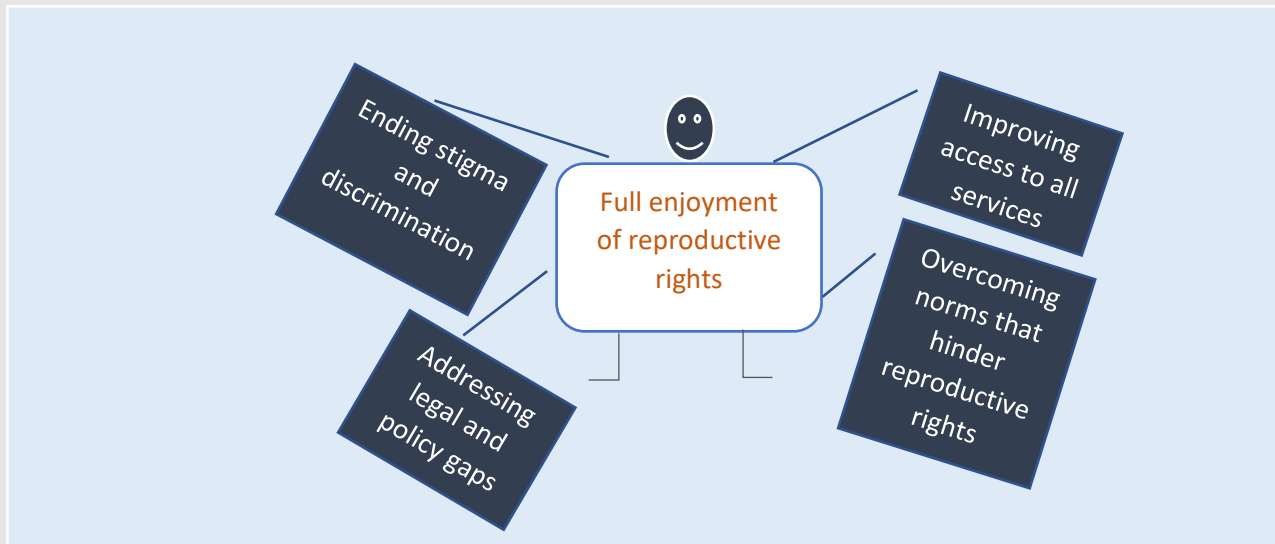 Ending stigma
and
discrimination
Improving
access to all
services
Full enjoyment
of reproductive
rights
Addressing
legal and
policy gaps
Overcoming
norms that
hinder
reproductive
rights